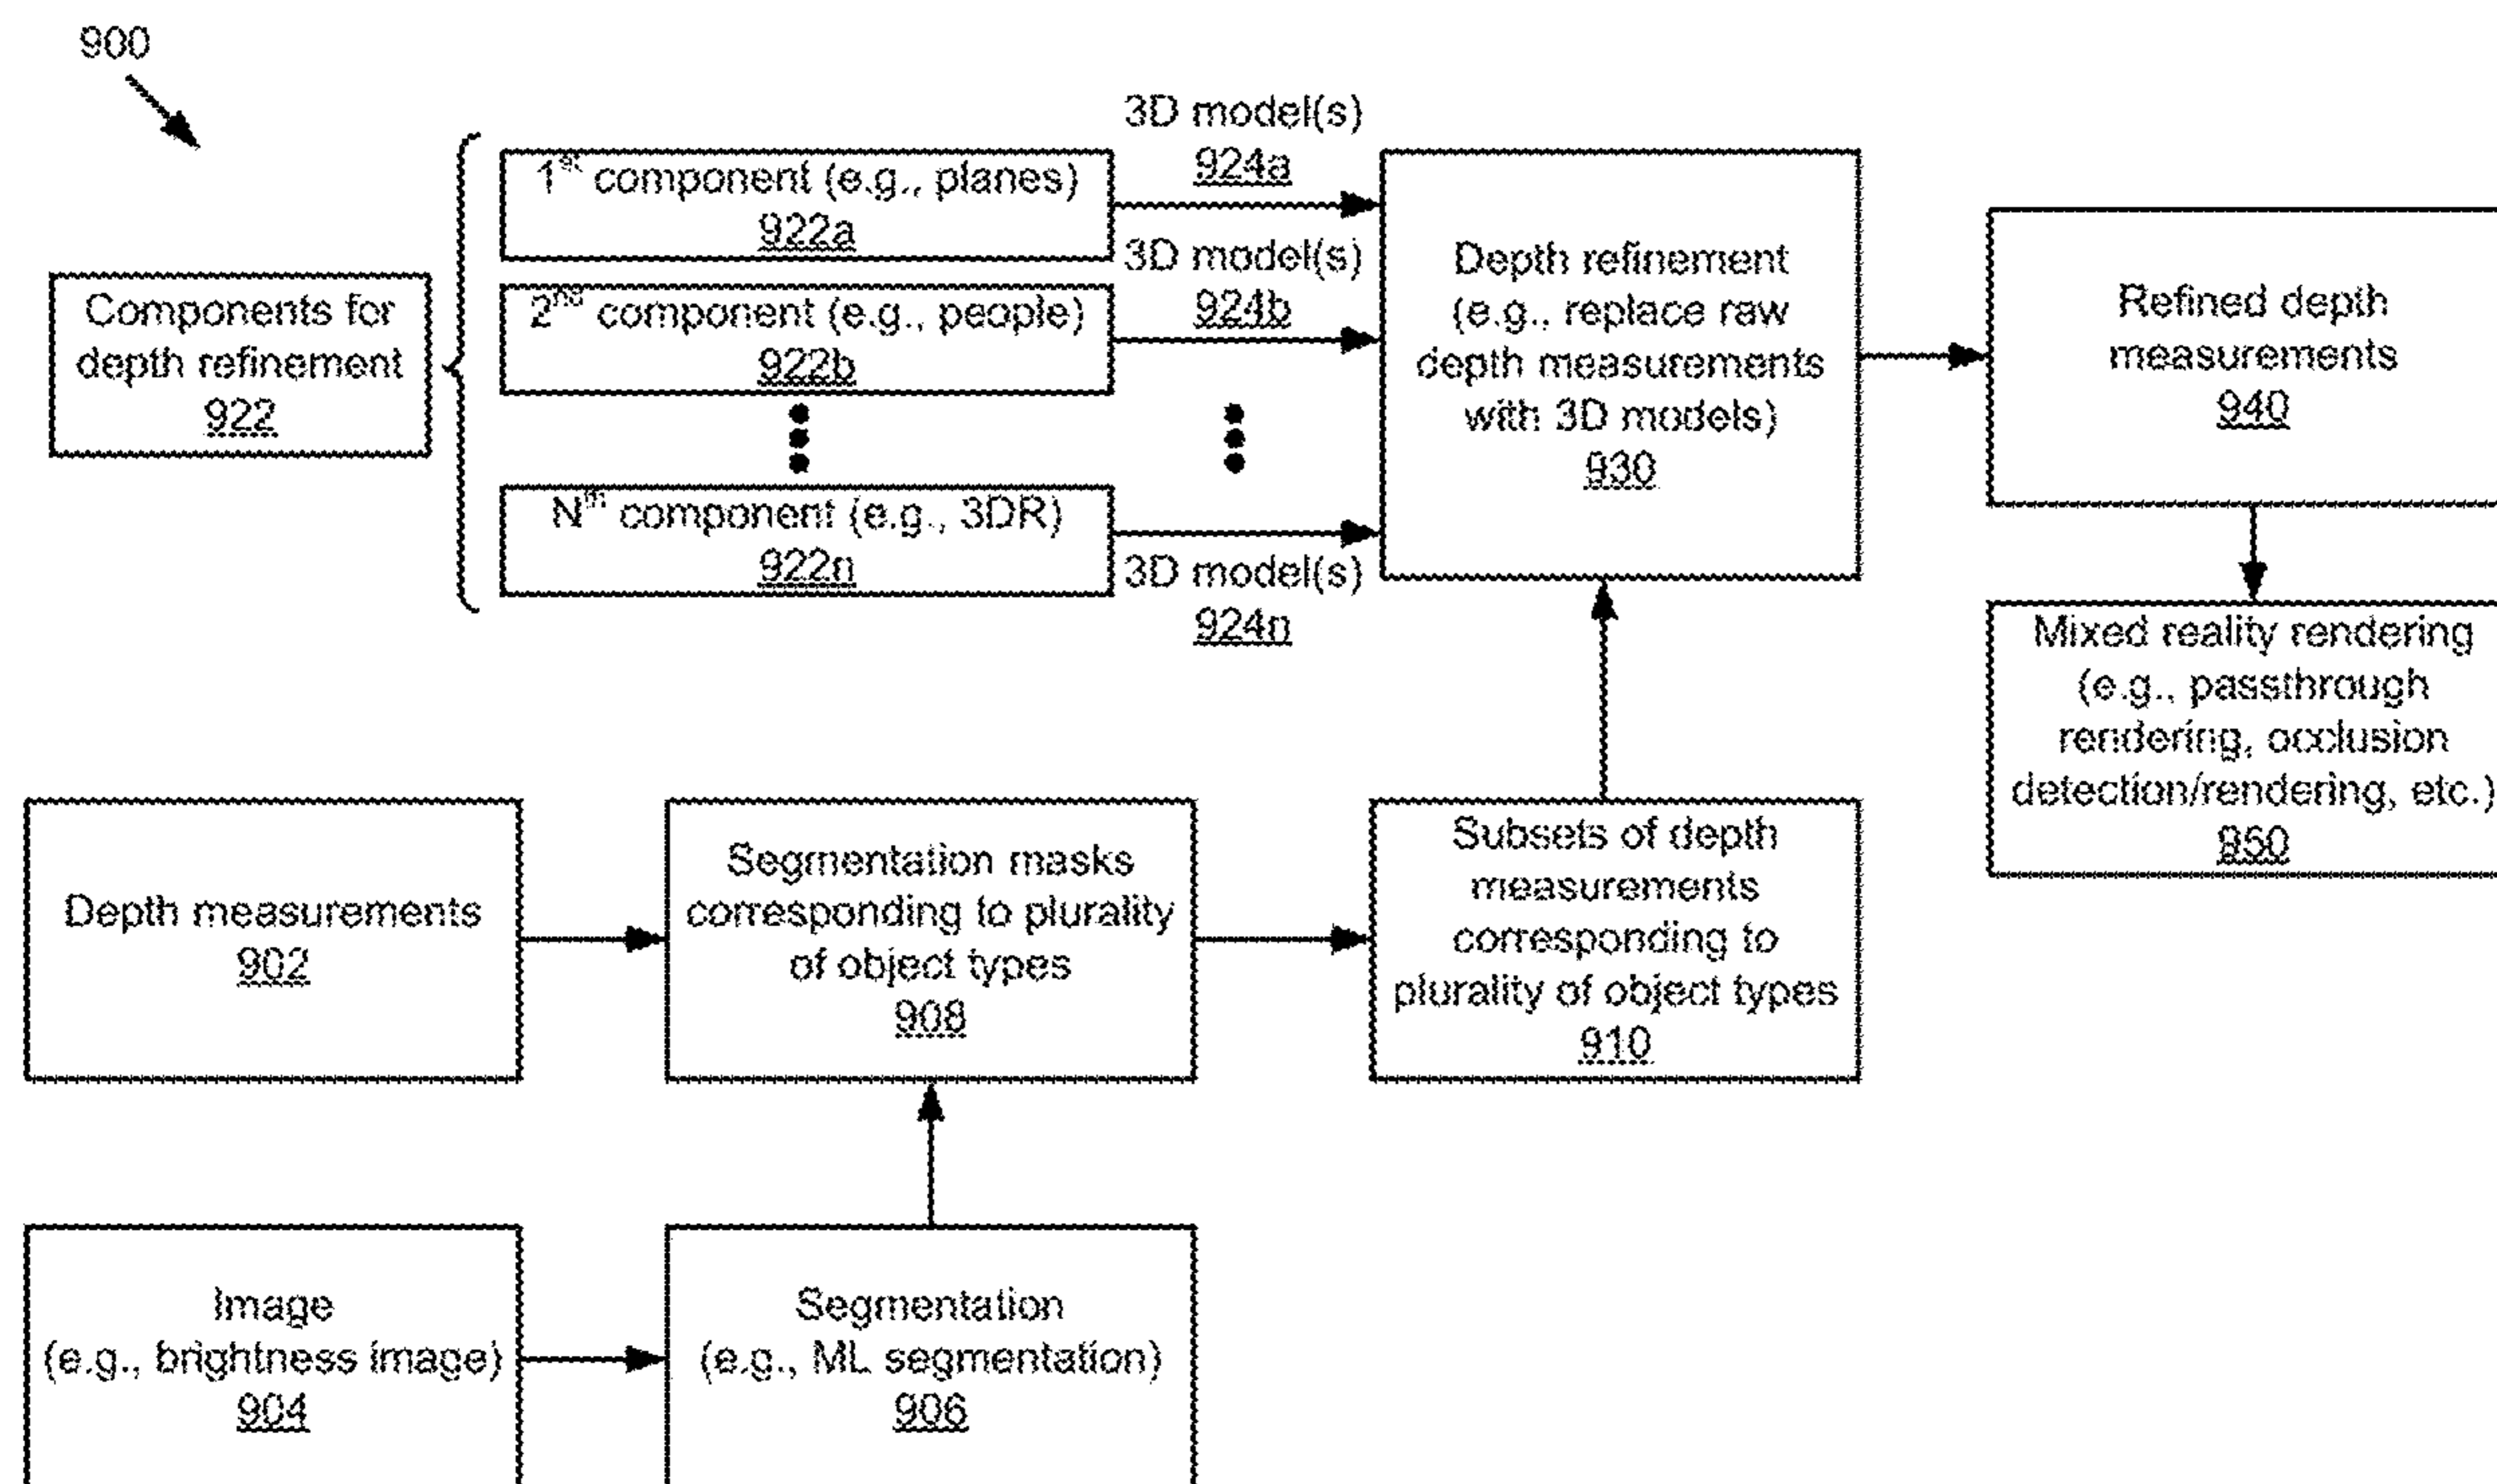 900
Components for
depth refinement
922
1st component (e.g., planes)
922a
2nd component (e.g., people)
922b
Nth component (e.g., 3DR)
922n
3D model(s)
924a
3D model(s)
924b
3D model(s)
924n
Depth refinement
(e.g., replace raw
depth measurements
with 3D models)
930
Refined depth
measurements
940
Mixed reality rendering
(e.g., passthrough
rendering, occlusion
detection/rendering, etc.)
950
Depth measurements
902
Segmentation masks
corresponding to plurality
of object types
908
Subsets of depth
measurements
corresponding to
plurality of object types
910
Image
(e.g., brightness image)
904
Segmentation
(e.g., ML segmentation)
906